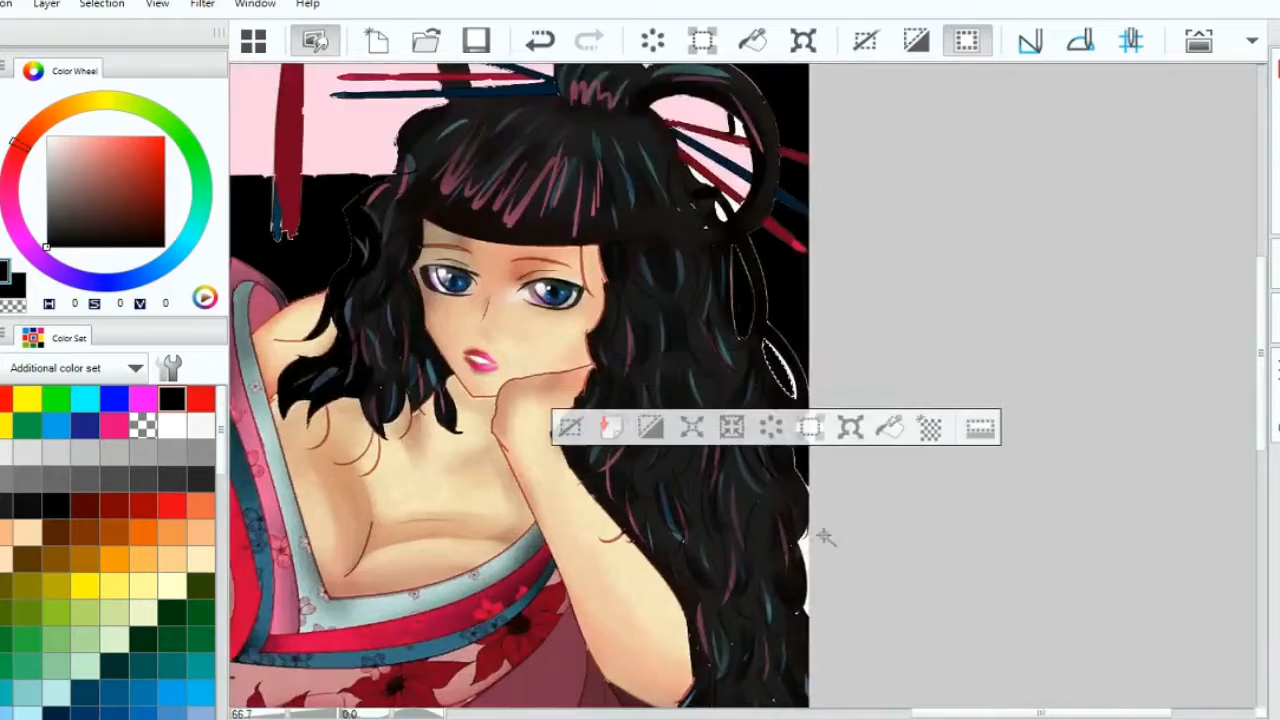 on Layer Selection View Filter Window Help
Color Wheel
H 0 S 0 V 0
Color Set
Additional color set
66.7 0.0